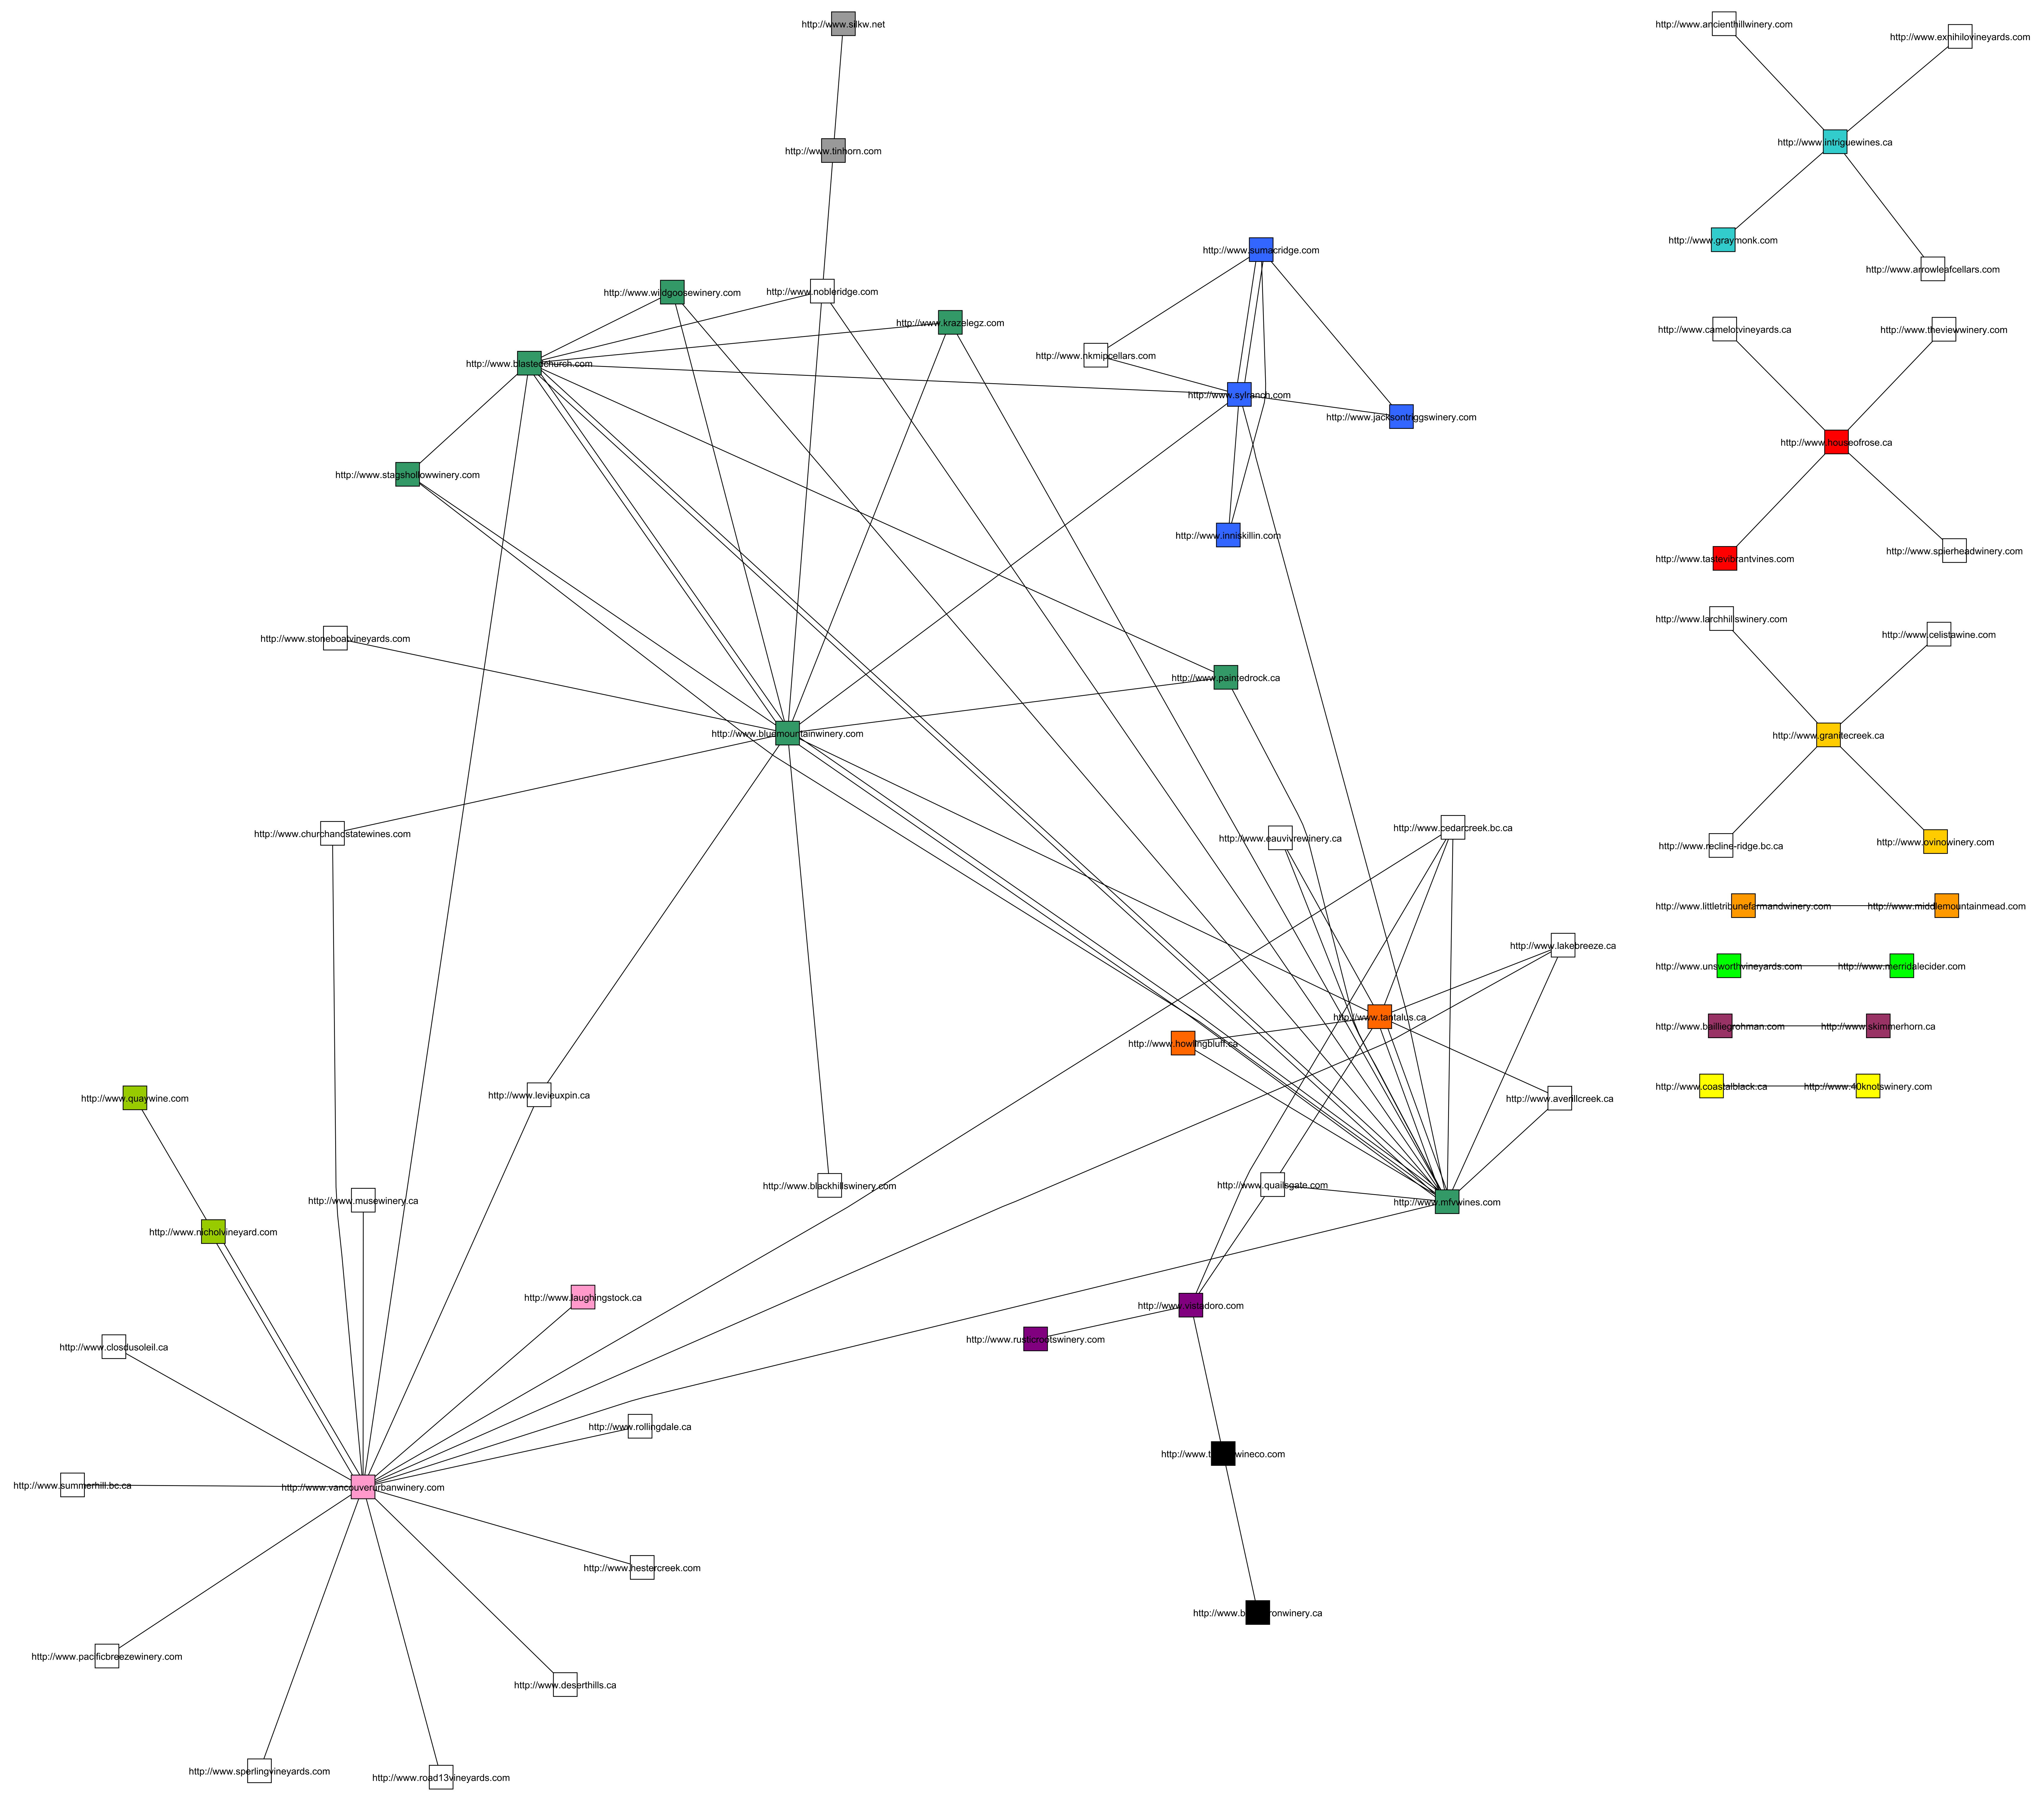 http://www.silkw.net
http://www.tinhorn.com
http://www.sumacridge.com
http://www.wildgoosewinery.com
http://www.nobleridge.com
http://www.krazelegz.com
http://www.nkmipcellars.com
http://www.blastedchurch.com
http://www.sylranch.com
http://www.jacksontriggswinery.com
http://www.stagshollowwinery.com
http://www.inniskillin.com
http://www.stoneboatvineyards.com
http://www.paintedrock.ca
http://www.bluemountainwinery.com
http://www.churchandstatewines.com
http://www.eauvivrewinery.ca
http://www.cedarcreek.bc.ca
http://www.lakebreeze.ca
http://www.tantalus.ca
http://www.howlingbluff.ca
http://www.quaywine.com
http://www.levieuxpin.ca
http://www.averillcreek.ca
http://www.blackhillswinery.com
http://www.quailsgate.com
http://www.musewinery.ca
http://www.mfvwines.com
http://www.nicholvineyard.com
http://www.laughingstock.ca
http://www.vistadoro.com
http://www.rusticrootswinery.com
http://www.closdusoleil.ca
http://www.rollingdale.ca
http://www.summerhill.bc.ca
http://www.vancouverurbanwinery.com
http://www.hestercreek.com
http://www.pacificbreezewinery.com
http://www.deserthills.ca
http://www.sperlingvineyards.com
http://www.road13vineyards.com
http://www.ancienthillwinery.com
http://www.exnihilovineyards.com
http://www.intriguewines.ca
http://www.graymonk.com
http://www.arrowleafcellars.com
http://www.camelotvineyards.ca
http://www.theviewwinery.com
http://www.houseofrose.ca
http://www.tastevibrantvines.com
http://www.spierheadwinery.com
http://www.larchhillswinery.com
http://www.celistawine.com
http://www.granitecreek.ca
http://www.recline-ridge.bc.ca
http://www.ovinowinery.com
http://www.littletribunefarmandwinery.com
http://www.middlemountainmead.com
http://www.unsworthvineyards.com
http://www.merridalecider.com
http://www.bailliegrohman.com
http://www.skimmerhorn.ca
http://www.coastalblack.ca
http://www.40knotswinery.com